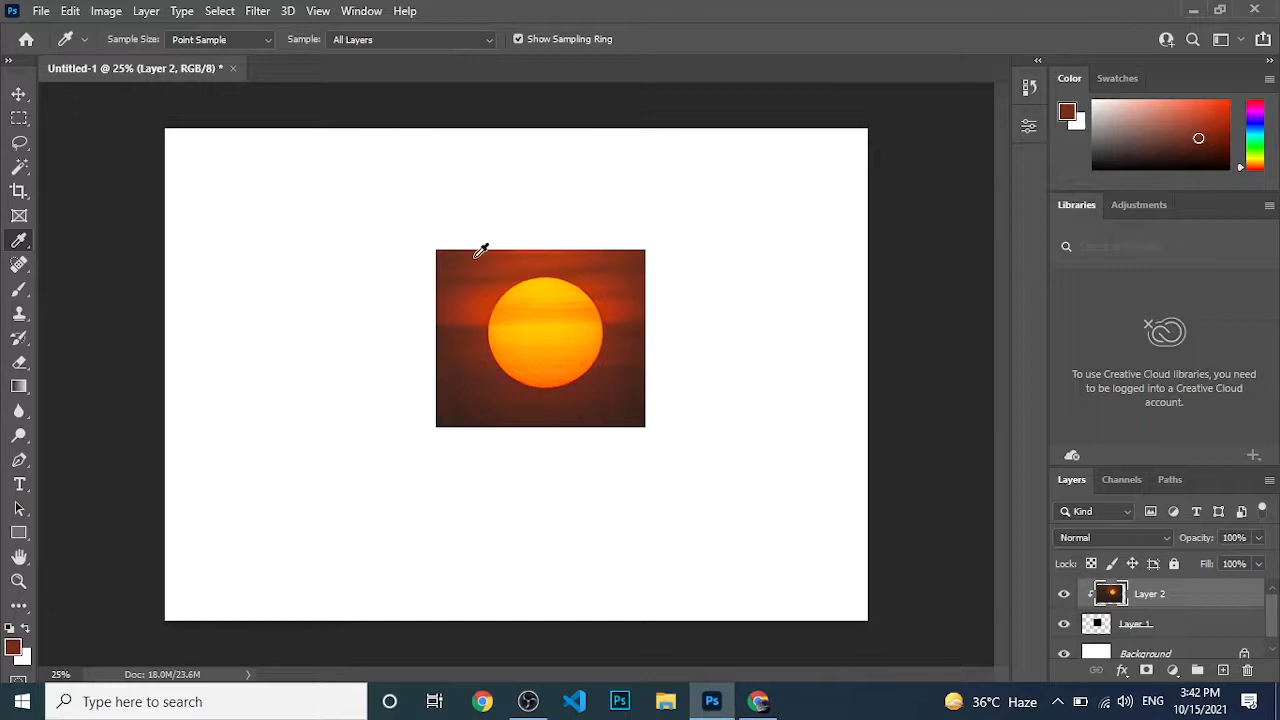 Ps File Edit Image Layer Type Select Filter 3D View Window Help
Sample Size: Point Sample Sample: All Layers Show Sampling Ring
Untitled-1 @ 25% (Layer 2, RGB/8) *
Color Swatches
Libraries Adjustments
To use Creative Cloud libraries, you
need to be logged into a Creative Cloud
account.
Layers Channels Paths
Kind
Normal Opacity: 100%
Lock: Fill: 100%
Layer 2
Layer 1
Background
25% Doc: 18.0M/23.6M
Type here to search Ps Ps 36°C Haze 3:42 PM
10/15/2021